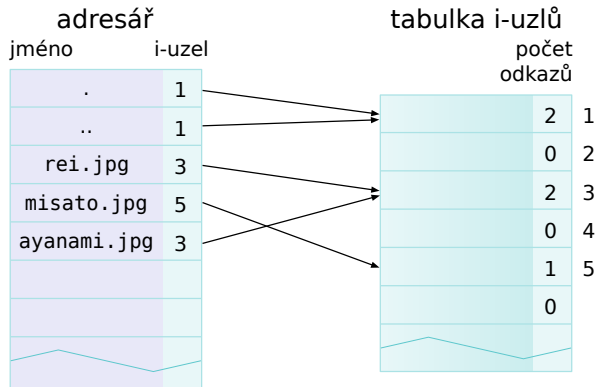 adresář
jméno i-uzel
. 1
.. 1
rei.jpg 3
misato.jpg 5
ayanami.jpg 3
tabulka i-uzlů
počet
odkazů
2 1
0 2
2 3
0 4
1 5
0